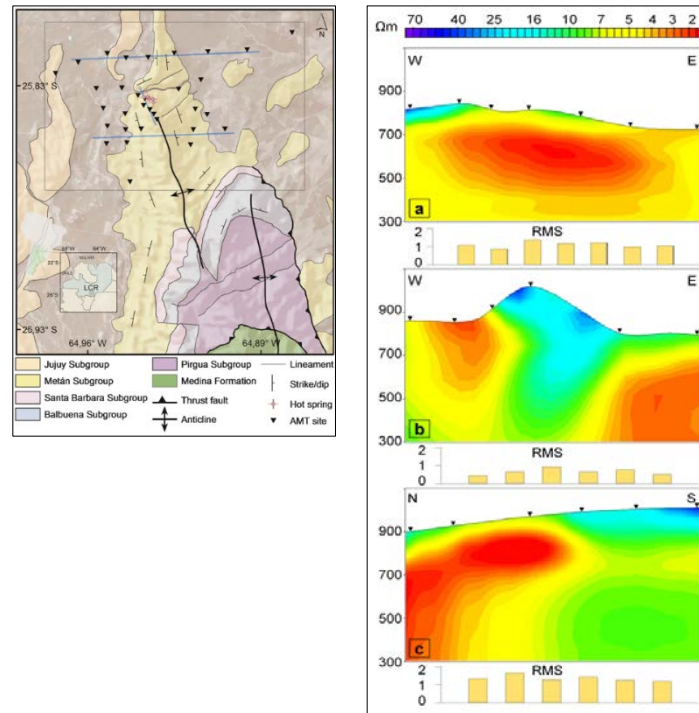 N
25,83° S
25,93° S
LCR
64,96° W
64,89° W
Jujuy Subgroup
Metán Subgroup
Santa Barbara Subgroup
Balbuena Subgroup
Pirgua Subgroup
Medina Formation
Thrust fault
Anticline
Lineament
Strike/dip
Hot spring
AMT site
Ωm
70 40 25 16 10 7 5 4 3 2
W E
900
700
500
300
a
RMS
2
1
0
W E
900
700
500
300
b
RMS
2
1
0
N S
900
700
500
300
c
RMS
2
1
0